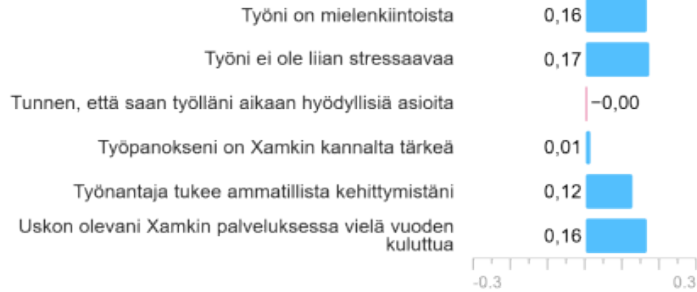 Työni on mielenkiintoista 0,16
Työni ei ole liian stressaavaa 0,17
Tunnen, että saan työlläni aikaan hyödyllisiä asioita −0,00
Työpanokseni on Xamkin kannalta tärkeä 0,01
Työnantaja tukee ammatillista kehittymistäni 0,12
Uskon olevani Xamkin palveluksessa vielä vuoden
kuluttua 0,16
-0.3 0.3